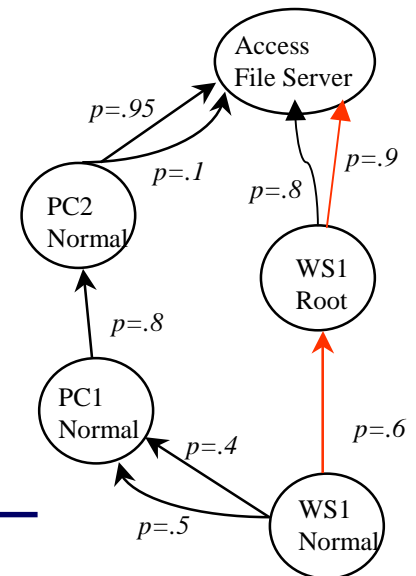 Access
File Server
p=.95
p=.1
p=.9
p=.8
PC2
Normal
WS1
Root
p=.8
PC1
Normal
p=.4
p=.6
p=.5
WS1
Normal